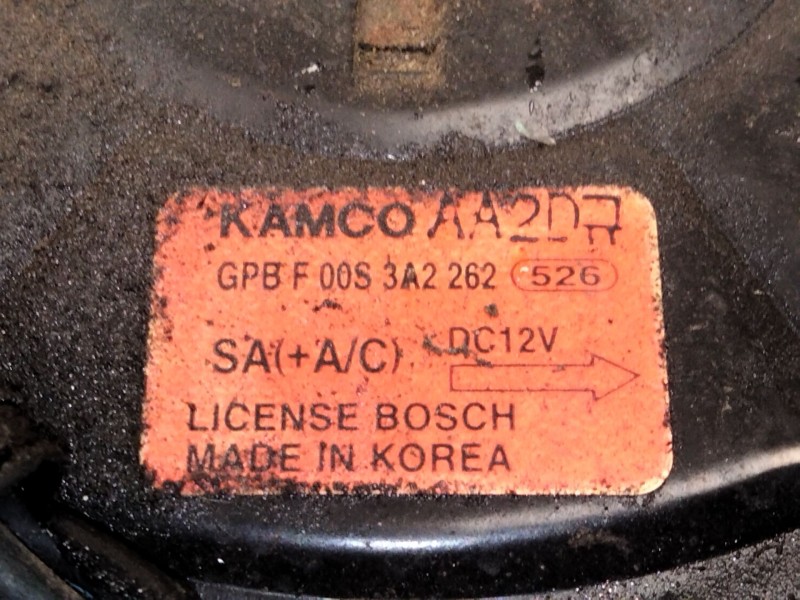 KAMCO AA2DR
GPB F 00S 3A2 262 526
SA(+A/C) DC12V
LICENSE BOSCH
MADE IN KOREA